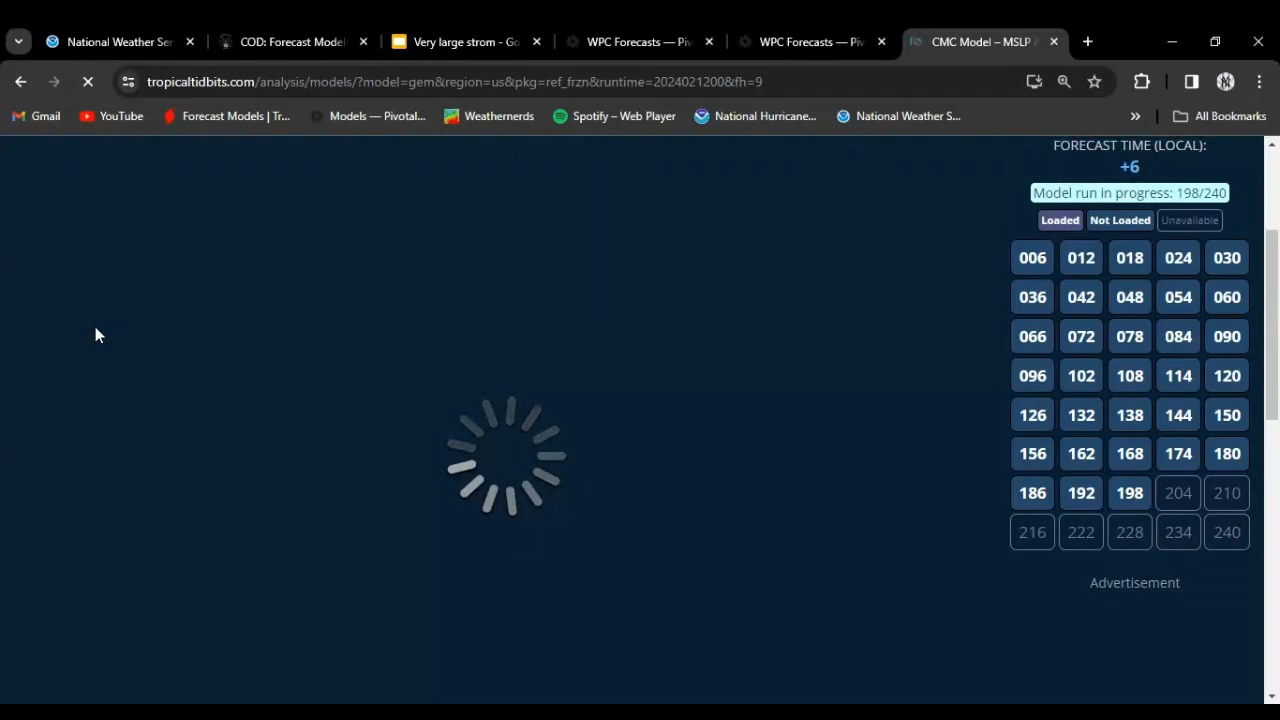 National Weather Ser
COD: Forecast Model
Very large strom - Go
WPC Forecasts — Piv
WPC Forecasts — Piv
CMC Model – MSLP
tropicaltidbits.com/analysis/models/?model=gem&region=us&pkg=ref_frzn&runtime=2024021200&fh=9
Gmail
YouTube
Forecast Models | Tr...
Models — Pivotal...
Weathernerds
Spotify – Web Player
National Hurricane...
National Weather S...
»
All Bookmarks
FORECAST TIME (LOCAL):
+6
Model run in progress: 198/240
Loaded Not Loaded Unavailable
006 012 018 024 030
036 042 048 054 060
066 072 078 084 090
096 102 108 114 120
126 132 138 144 150
156 162 168 174 180
186 192 198 204 210
216 222 228 234 240
Advertisement